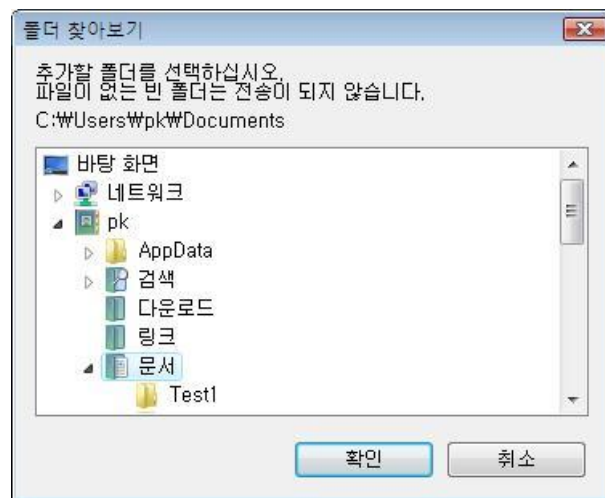 폴더 찾아보기
추가할 폴더를 선택하십시오.
파일이 없는 빈 폴더는 전송이 되지 않습니다.
C:₩Users₩pk₩Documents
바탕 화면
네트워크
pk
AppData
검색
다운로드
링크
문서
Test1
확인 취소